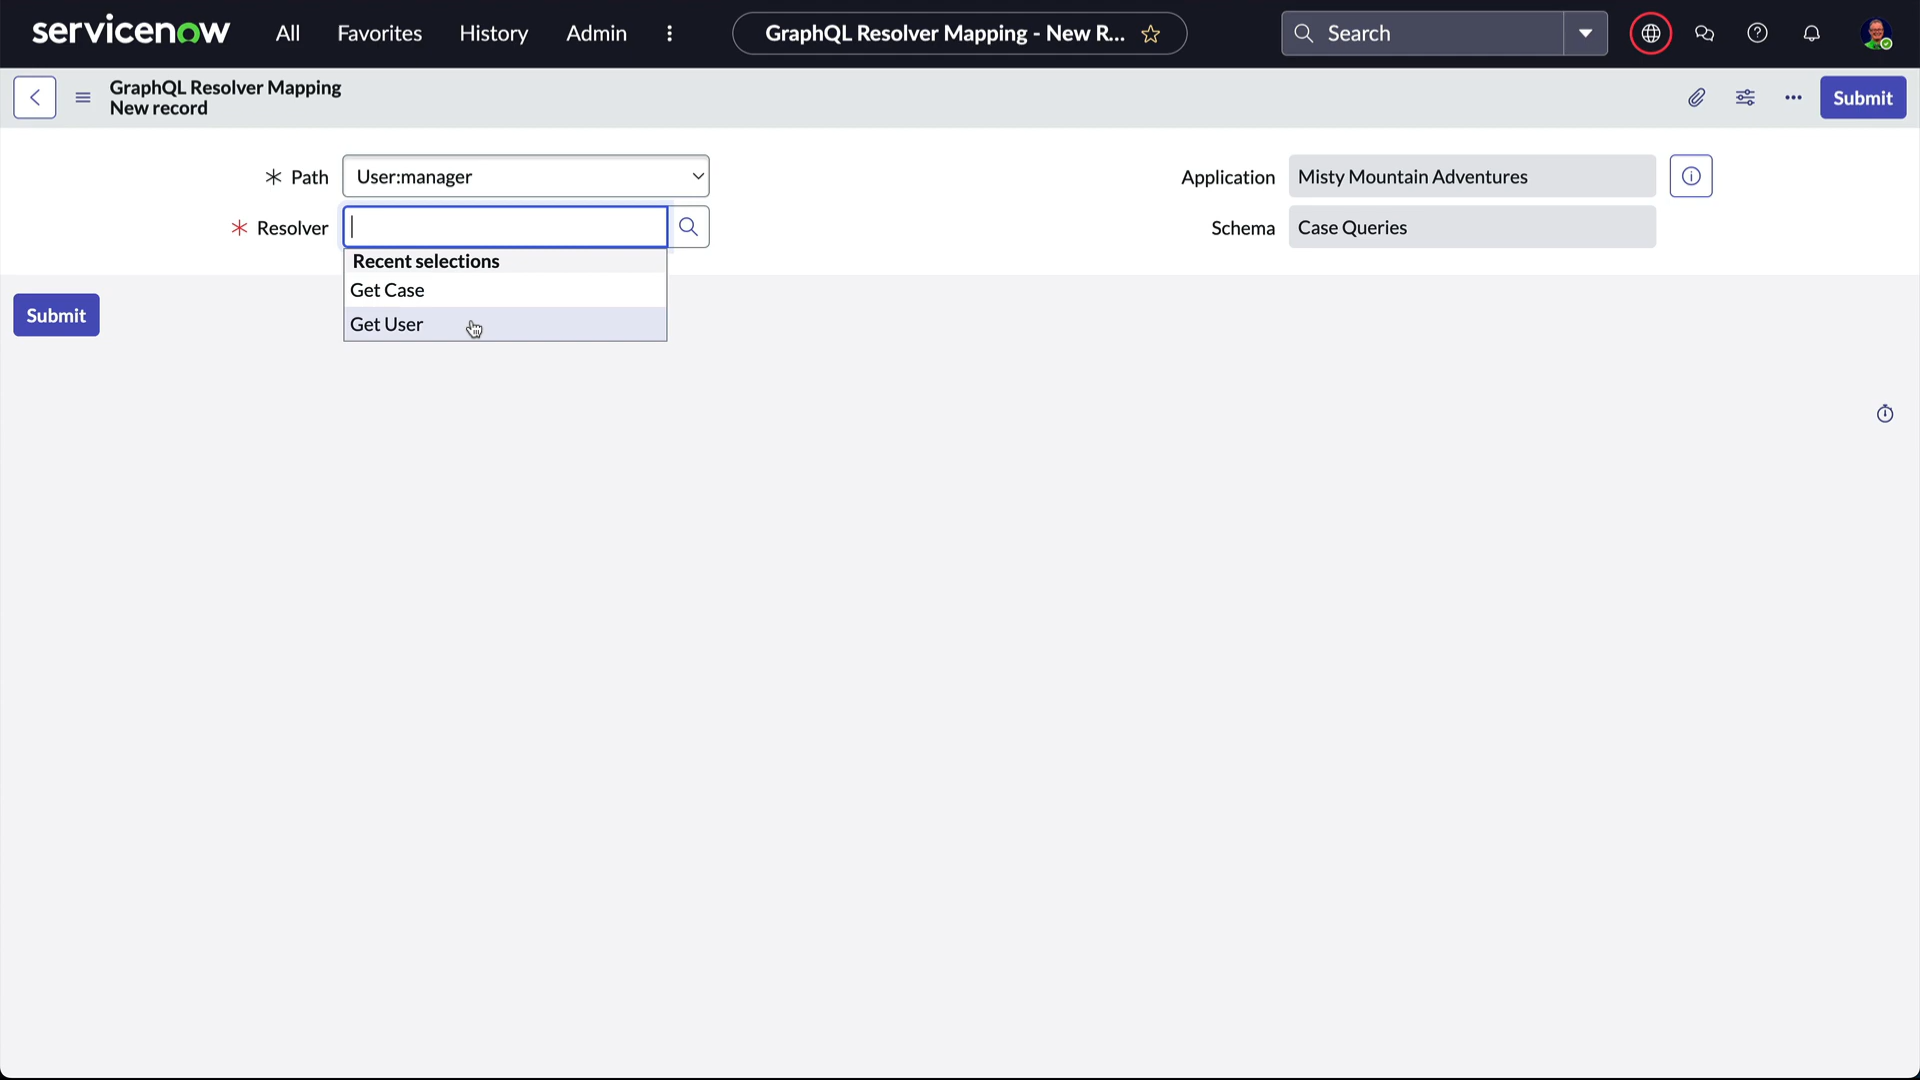 servicenow
All
Favorites
History
Admin
GraphQL Resolver Mapping - New R...
Search
GraphQL Resolver Mapping
New record
Submit
Path
User:manager
Application
Misty Mountain Adventures
Resolver
Schema
Case Queries
Recent selections
Get Case
Get User
Submit